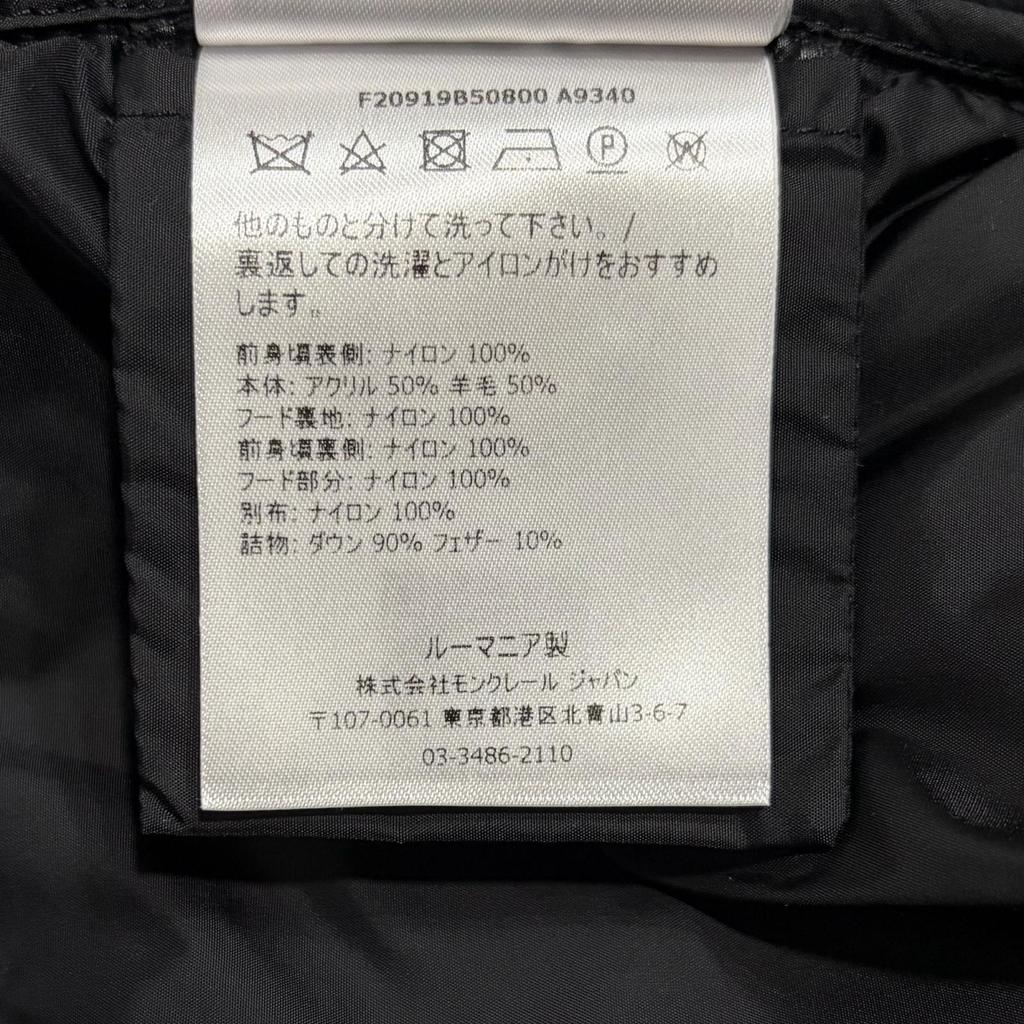 F20919B50800 A9340
他のものと分けて洗って下さい。/
裏返しての洗濯とアイロンがけをおすすめ
します。
前身頃表側: ナイロン 100%
本体: アクリル 50% 羊毛 50%
フード裏地: ナイロン 100%
前身頃裏側: ナイロン 100%
フード部分: ナイロン 100%
別布: ナイロン 100%
詰物: ダウン 90% フェザー 10%
ルーマニア製
株式会社モンクレール ジャパン
〒107-0061 東京都港区北青山3-6-7
03-3486-2110